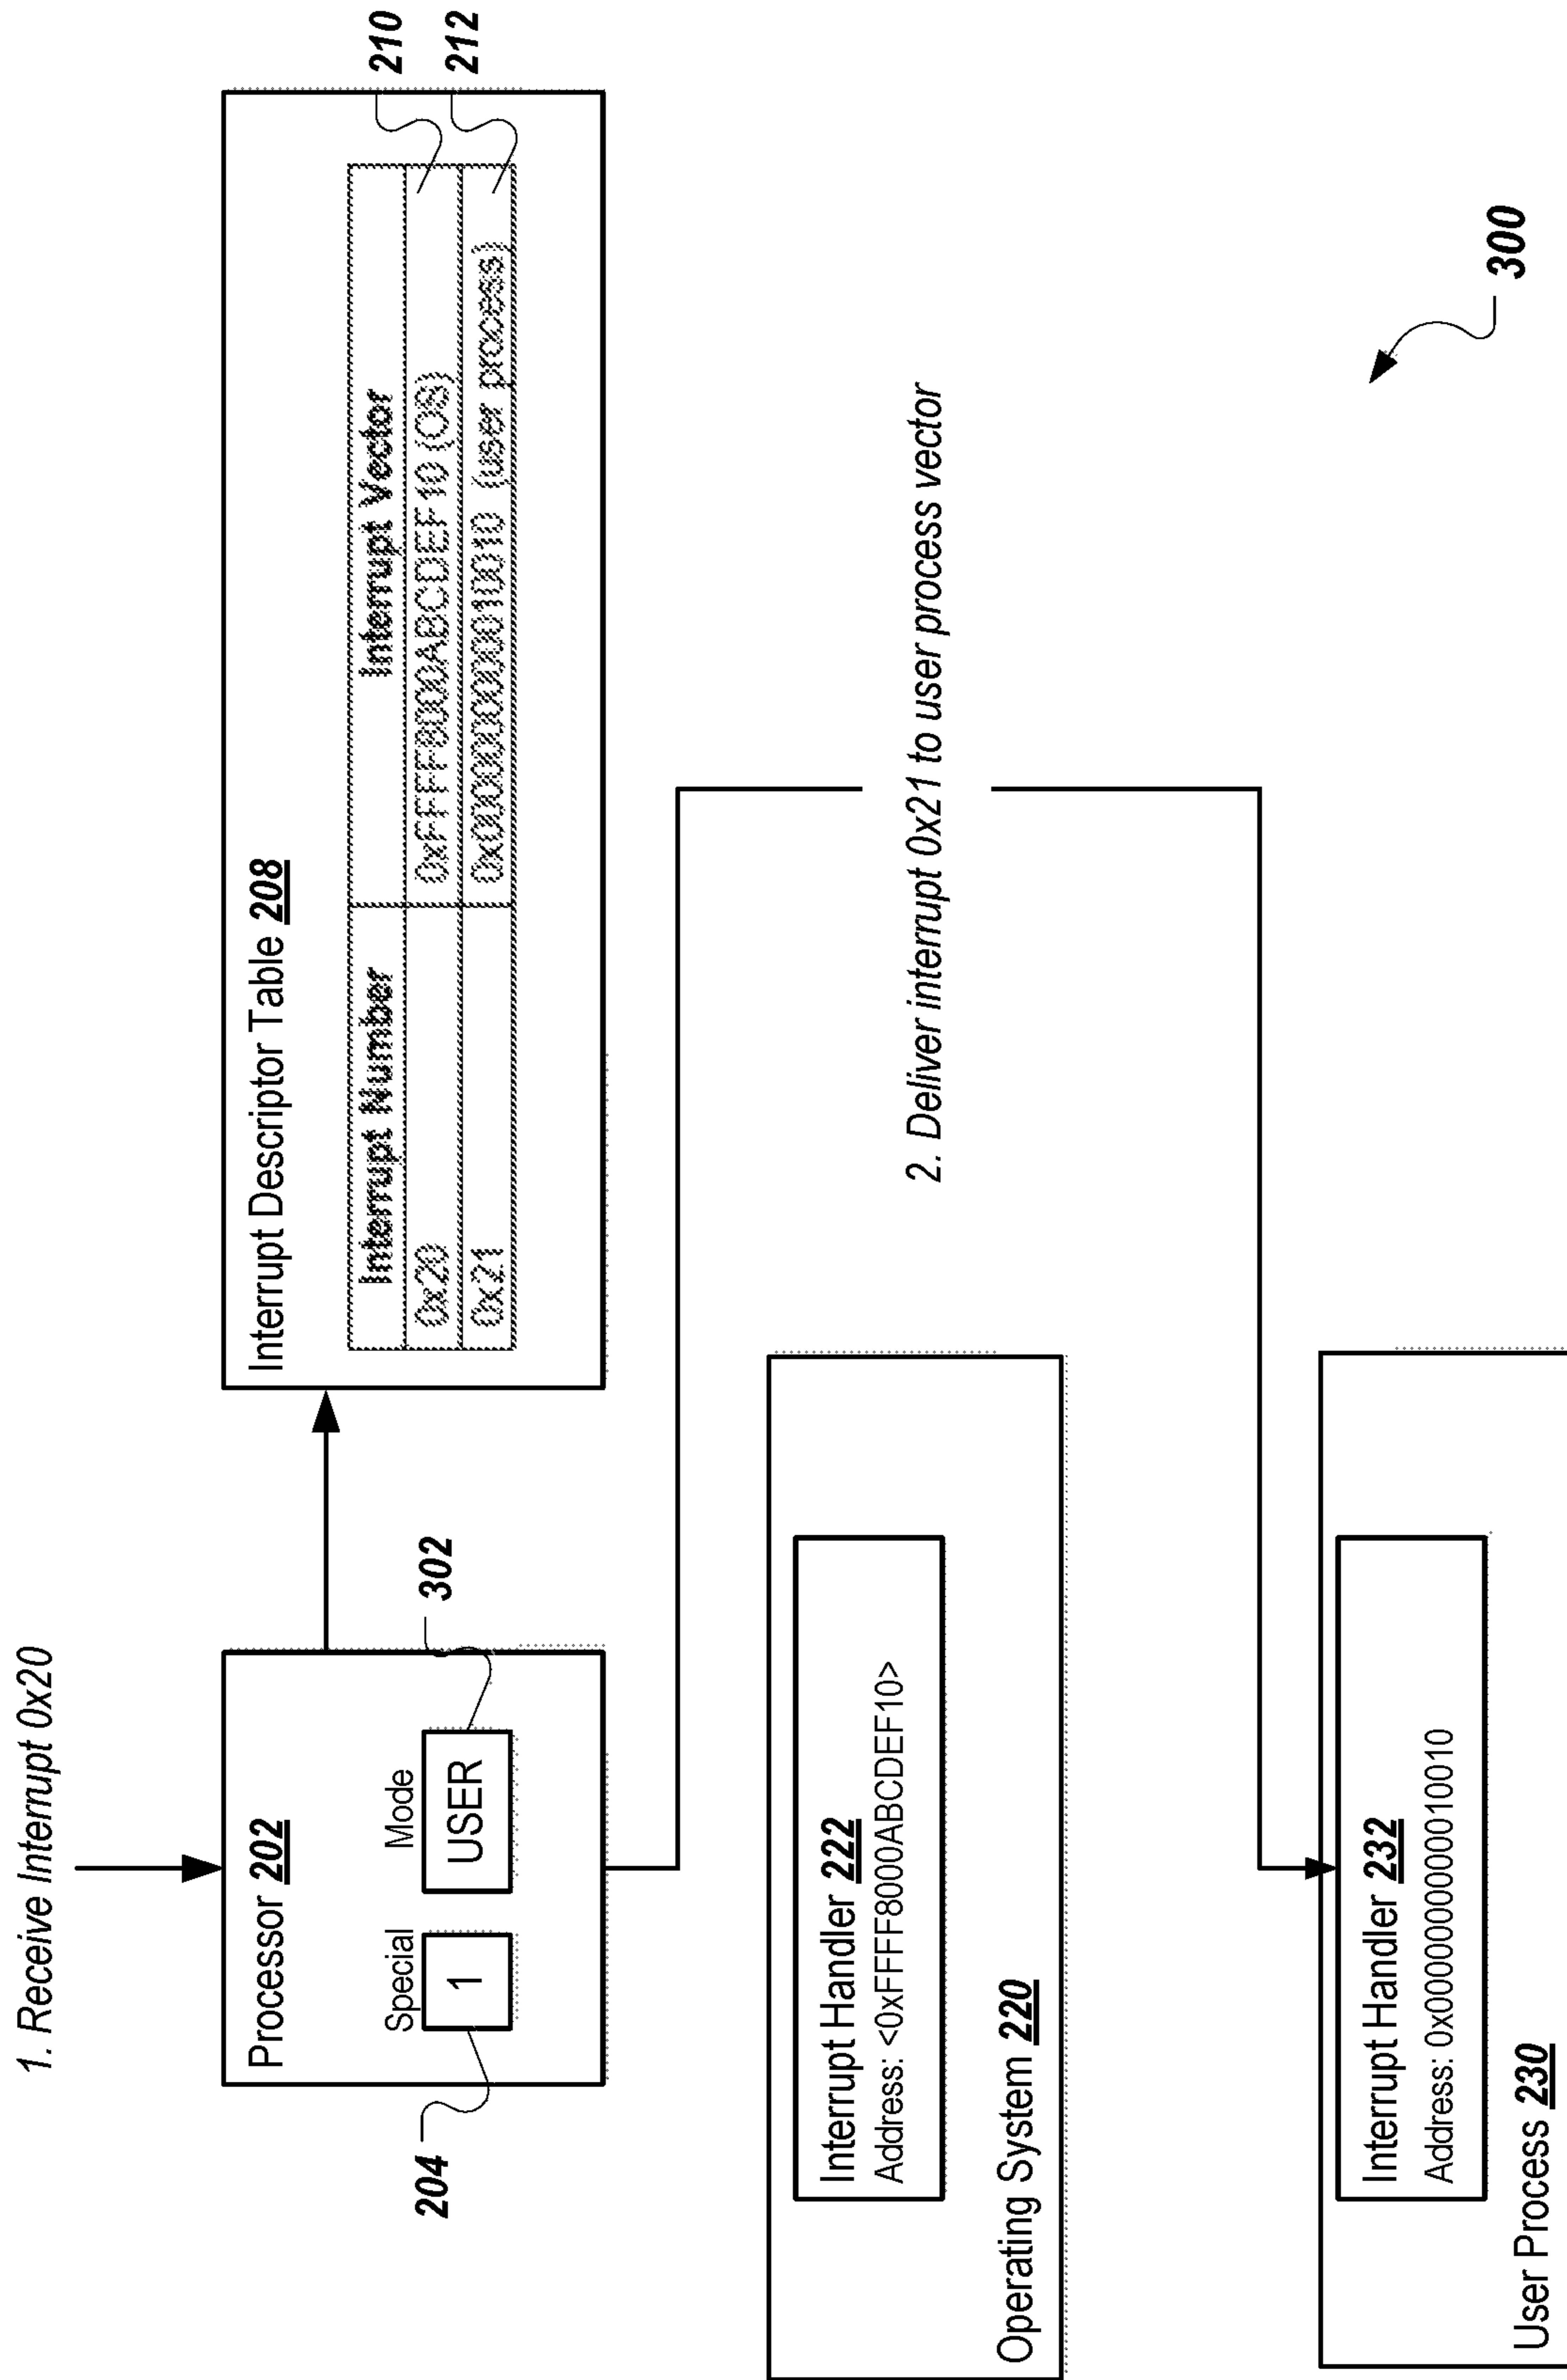 1. Receive Interrupt 0x20
Processor 202
Special
Mode
1
USER
204
302
Interrupt Descriptor Table 208
Interrupt Number Interrupt Vector
0x20 0xFFFF8000ABCDEF10 (OS)
0x21 0x0000000000010010 (user process)
210
212
2. Deliver interrupt 0x21 to user process vector
Interrupt Handler 222
Address: <0xFFFF8000ABCDEF10>
Operating System 220
Interrupt Handler 232
Address: 0x0000000000010010
User Process 230
300